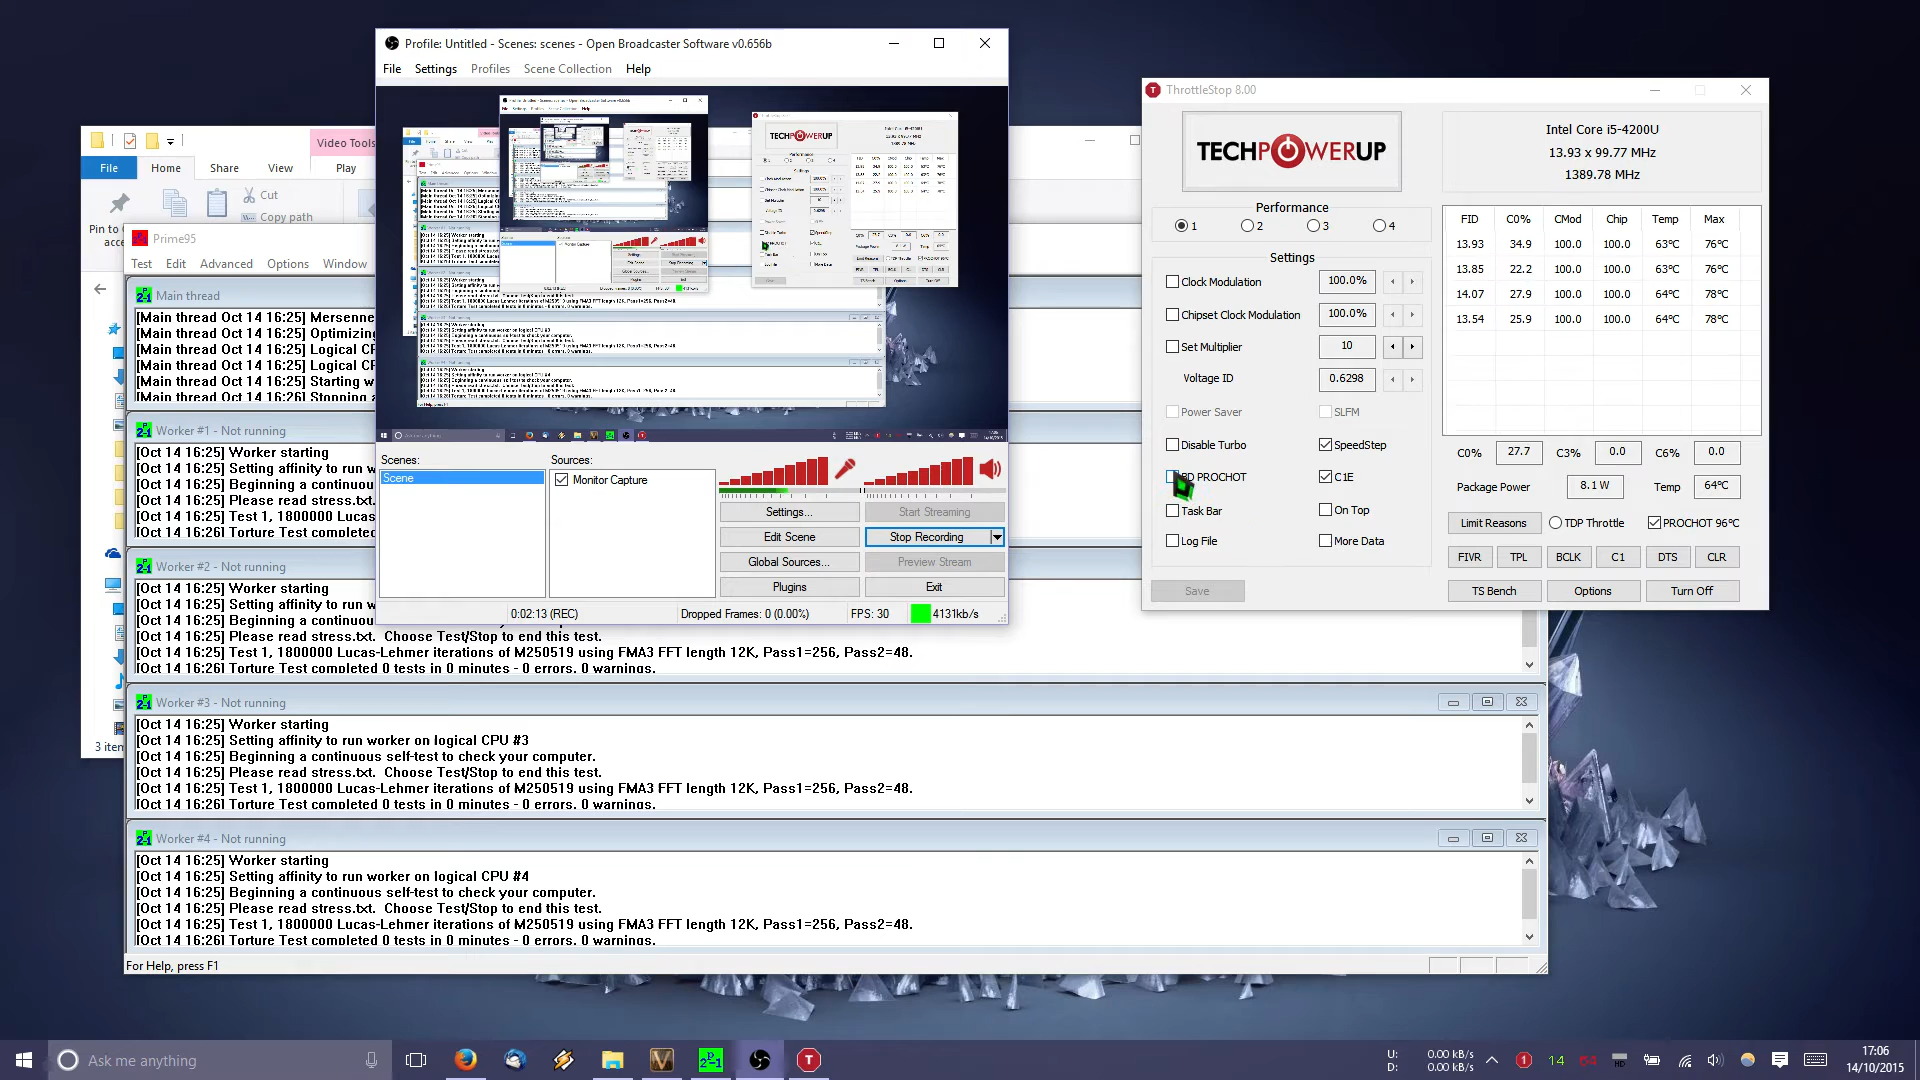 Profile: Untitled - Scenes: scenes - Open Broadcaster Software v0.656b
File Settings Profiles Scene Collection Help
Scenes:
Scene
Sources:
Monitor Capture
Settings...
Start Streaming
Edit Scene
Stop Recording
Global Sources...
Preview Stream
Plugins
Exit
0:02:13 (REC)
Dropped Frames: 0 (0.00%)
FPS: 30
4131kb/s
Video Tools
File Home Share View Play
Pin to
Cut
Copy path
Prime95
Test Edit Advanced Options Window
Main thread
[Main thread Oct 14 16:25] Mersenne
[Main thread Oct 14 16:25] Optimizing
[Main thread Oct 14 16:25] Logical CP
[Main thread Oct 14 16:25] Logical CP
[Main thread Oct 14 16:25] Starting w
[Main thread Oct 14 16:26] Stopping a
Worker #1 - Not running
[Oct 14 16:25] Worker starting
[Oct 14 16:25] Setting affinity to ru
[Oct 14 16:25] Beginning a continuou
[Oct 14 16:25] Please read stress.txt
[Oct 14 16:25] Test 1, 1800000 Lucas
[Oct 14 16:26] Torture Test completed
Worker #2 - Not running
[Oct 14 16:25] Worker starting
[Oct 14 16:25] Setting affinity to ru
[Oct 14 16:25] Beginning a continuou
[Oct 14 16:25] Please read stress.txt. Choose Test/Stop to end this test.
[Oct 14 16:25] Test 1, 1800000 Lucas-Lehmer iterations of M250519 using FMA3 FFT length 12K, Pass1=256, Pass2=48.
[Oct 14 16:26] Torture Test completed 0 tests in 0 minutes - 0 errors, 0 warnings.
Worker #3 - Not running
[Oct 14 16:25] Worker starting
[Oct 14 16:25] Setting affinity to run worker on logical CPU #3
[Oct 14 16:25] Beginning a continuous self-test to check your computer.
[Oct 14 16:25] Please read stress.txt. Choose Test/Stop to end this test.
[Oct 14 16:25] Test 1, 1800000 Lucas-Lehmer iterations of M250519 using FMA3 FFT length 12K, Pass1=256, Pass2=48.
[Oct 14 16:26] Torture Test completed 0 tests in 0 minutes - 0 errors, 0 warnings.
Worker #4 - Not running
[Oct 14 16:25] Worker starting
[Oct 14 16:25] Setting affinity to run worker on logical CPU #4
[Oct 14 16:25] Beginning a continuous self-test to check your computer.
[Oct 14 16:25] Please read stress.txt. Choose Test/Stop to end this test.
[Oct 14 16:25] Test 1, 1800000 Lucas-Lehmer iterations of M250519 using FMA3 FFT length 12K, Pass1=256, Pass2=48.
[Oct 14 16:26] Torture Test completed 0 tests in 0 minutes - 0 errors, 0 warnings.
For Help, press F1
ThrottleStop 8.00
TECHPOWERUP
Intel Core i5-4200U
13.93 x 99.77 MHz
1389.78 MHz
Performance
1 2 3 4
Settings
Clock Modulation 100.0%
Chipset Clock Modulation 100.0%
Set Multiplier 10
Voltage ID 0.6298
Power Saver SLFM
Disable Turbo SpeedStep
PROCHOT C1E
Task Bar On Top
Log File More Data
Save
FID C0% CMod Chip Temp Max
13.93 34.9 100.0 100.0 63°C 76°C
13.85 22.2 100.0 100.0 63°C 76°C
14.07 27.9 100.0 100.0 64°C 78°C
13.54 25.9 100.0 100.0 64°C 78°C
C0% 27.7 C3% 0.0 C6% 0.0
Package Power 8.1 W Temp 64°C
Limit Reasons TDP Throttle PROCHOT 96°C
FIVR TPL BCLK C1 DTS CLR
TS Bench Options Turn Off
Ask me anything
U: 0.00 kB/s
D: 0.00 kB/s
14
64
17:06
14/10/2015